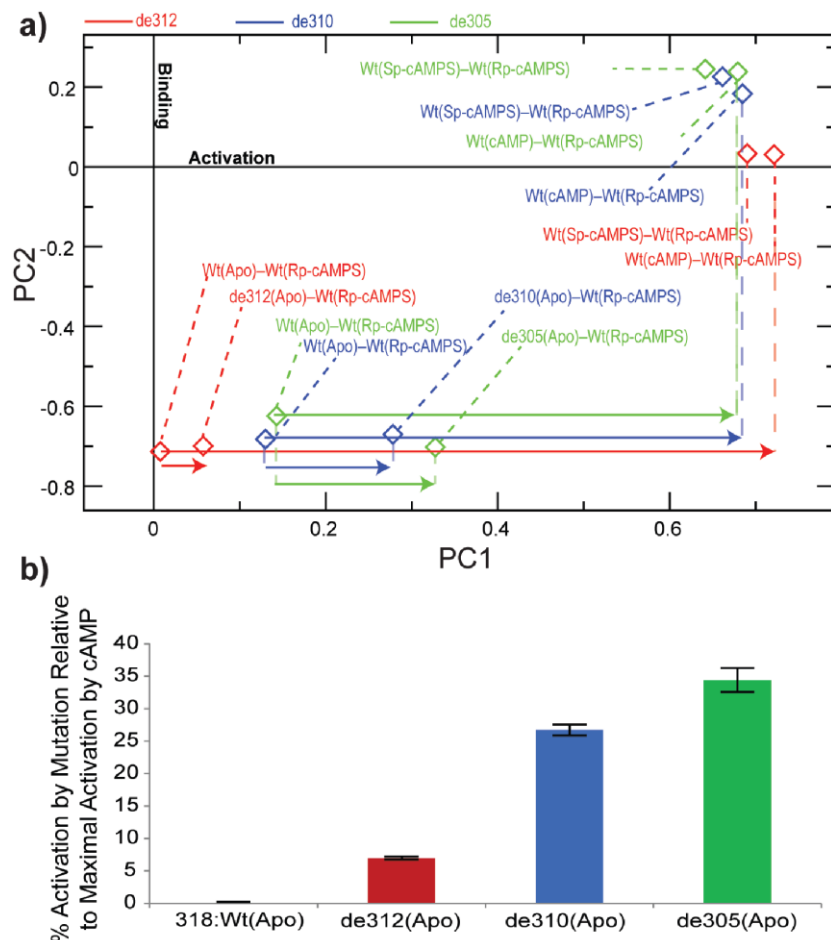 a)
de312 de310 de305
0.2
0
-0.2
-0.4
-0.6
-0.8
PC2
Binding
Activation
Wt(Sp-cAMPS)–Wt(Rp-cAMPS)
Wt(Sp-cAMPS)–Wt(Rp-cAMPS)
Wt(cAMP)–Wt(Rp-cAMPS)
Wt(cAMP)–Wt(Rp-cAMPS)
Wt(Sp-cAMPS)–Wt(Rp-cAMPS)
Wt(cAMP)–Wt(Rp-cAMPS)
Wt(Apo)–Wt(Rp-cAMPS)
de312(Apo)–Wt(Rp-cAMPS)
de310(Apo)–Wt(Rp-cAMPS)
Wt(Apo)–Wt(Rp-cAMPS)
de305(Apo)–Wt(Rp-cAMPS)
Wt(Apo)–Wt(Rp-cAMPS)
0 0.2 0.4 0.6
PC1
b)
% Activation by Mutation Relative
to Maximal Activation by cAMP
40
35
30
25
20
15
10
5
0
318:Wt(Apo) de312(Apo) de310(Apo) de305(Apo)